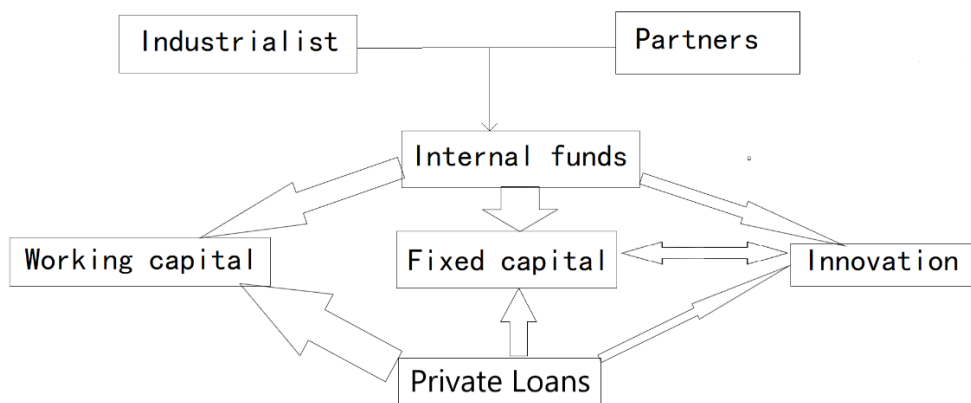 Industrialist
Partners
Internal funds
Working capital
Fixed capital
Innovation
Private Loans